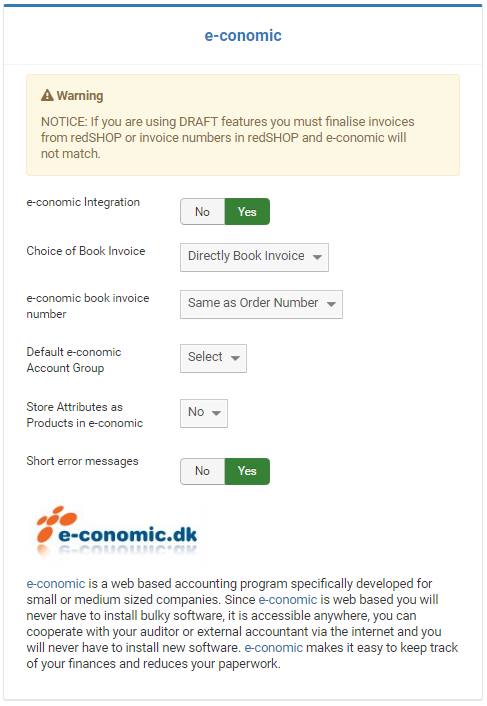 e-conomic
Warning
NOTICE: If you are using DRAFT features you must finalise invoices
from redSHOP or invoice numbers in redSHOP and e-conomic will
not match.
e-conomic Integration
No Yes
Choice of Book Invoice
Directly Book Invoice
e-conomic book invoice
number
Same as Order Number
Default e-conomic
Account Group
Select
Store Attributes as
Products in e-conomic
No
Short error messages
No Yes
e-conomic.dk
e-conomic is a web based accounting program specifically developed for
small or medium sized companies. Since e-conomic is web based you will
never have to install bulky software, it is accessible anywhere, you can
cooperate with your auditor or external accountant via the internet and you
will never have to install new software. e-conomic makes it easy to keep track
of your finances and reduces your paperwork.